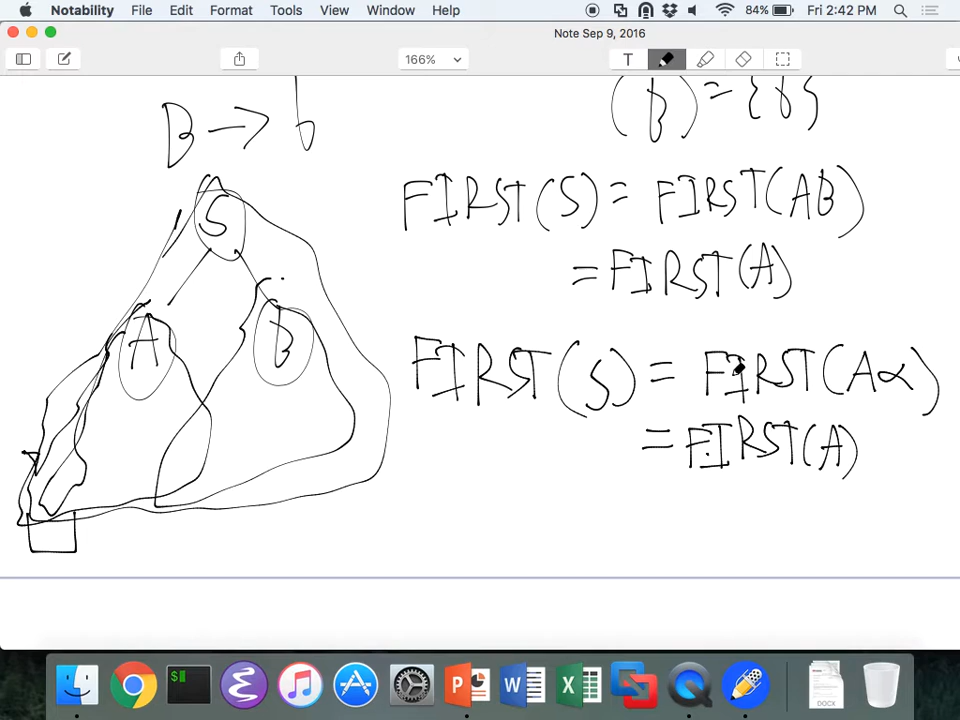 Notability File Edit Format Tools View Window Help 84% Fri 2:42 PM
Note Sep 9, 2016
166% T
B → b
(B) = {b}
FIRST(S) = FIRST(AB)
= FIRST(A)
FIRST(S) = FIRST(Aα)
= FIRST(A)
S
A B
$ P W X
DOCX